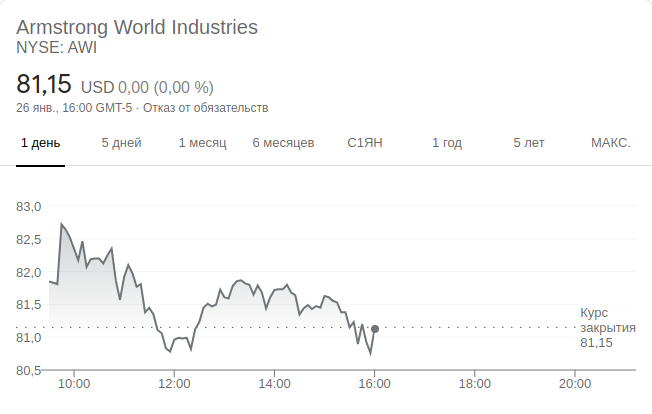 Armstrong World Industries
NYSE: AWI
81,15 USD 0,00 (0,00 %)
26 янв., 16:00 GMT-5 · Отказ от обязательств
1 день 5 дней 1 месяц 6 месяцев С1ЯН 1 год 5 лет МАКС.
83,0
82,5
82,0
81,5
81,0
80,5
Курс
закрытия
81,15
10:00 12:00 14:00 16:00 18:00 20:00